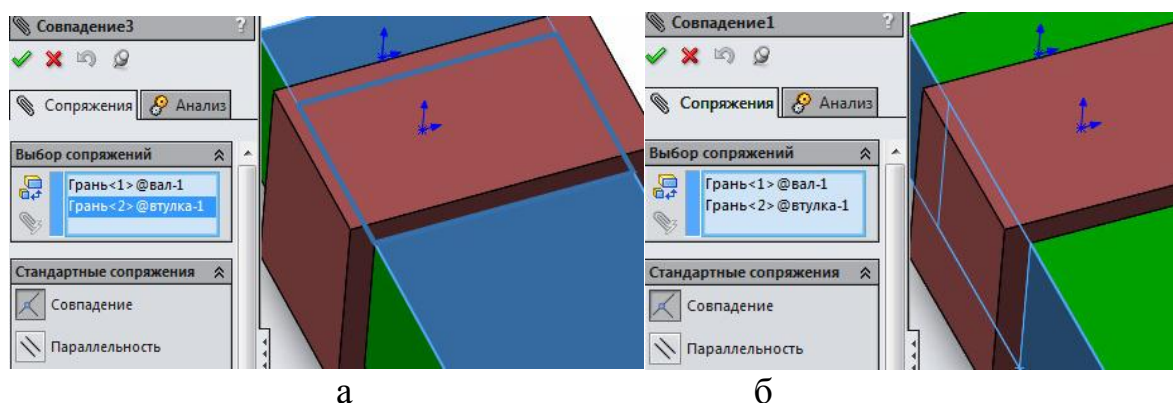 Совпадение3
?
Сопряжения
Анализ
Выбор сопряжений
Грань<1>@вал-1
Грань<2>@втулка-1
Стандартные сопряжения
Совпадение
Параллельность
а
Совпадение1
?
Сопряжения
Анализ
Выбор сопряжений
Грань<1>@вал-1
Грань<2>@втулка-1
Стандартные сопряжения
Совпадение
Параллельность
б